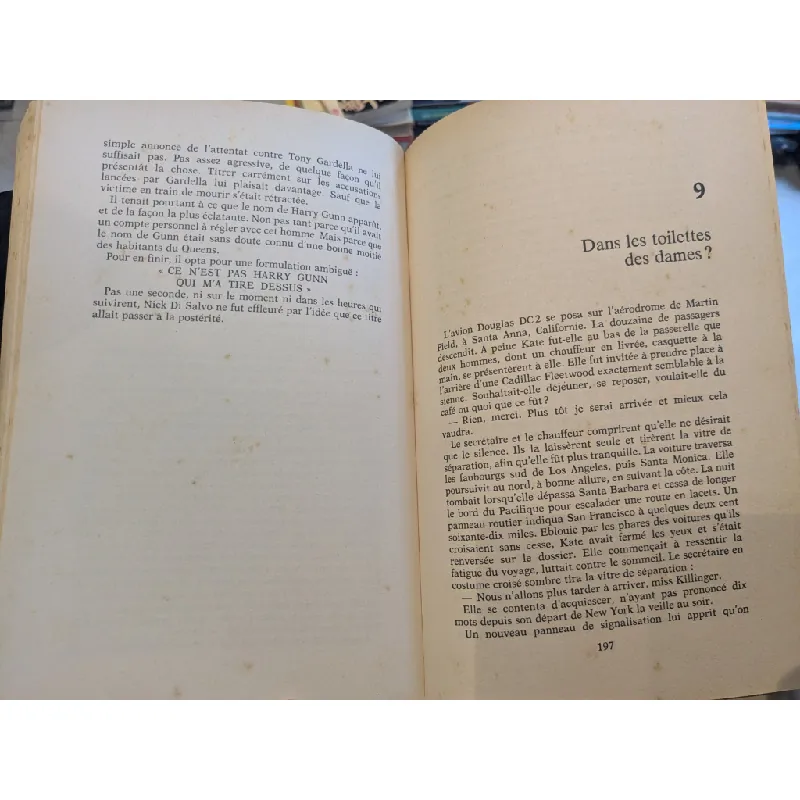 simple annonce de l'attentat contre Tony Gardella ne lui
suffisait pas. Pas assez agressive, de quelque façon qu'il
présentât la chose. Titrer carrément sur les accusations
lancées par Gardella lui plaisait davantage. Sauf que le
victime en train de mourir s'était rétractée.
Il tenait pourtant à ce que le nom de Harry Gunn apparût,
et de la façon la plus éclatante. Non pas tant parce qu'il avait
un compte personnel à régler avec cet homme. Mais parce que
le nom de Gunn était sans doute connu d'une bonne moitié
des habitants du Queens.
Pour en finir, il opta pour une formulation ambiguë :
« CE N'EST PAS HARRY GUNN
QUI M'A TIRE DESSUS »
Pas une seconde, ni sur le moment ni dans les heures qui
suivirent, Nick Di Salvo ne fut effleuré par l'idée que ce titre
allait passer à la postérité.
9
Dans les toilettes
des dames ?
L'avion Douglas DC2 se posa sur l'aérodrome de Martin
Field, à Santa Anna, Californie. La douzaine de passagers
descendit. A peine Kate fut-elle au bas de la passerelle que
deux hommes, dont un chauffeur en livrée, casquette à la
main, se présentèrent à elle. Elle fut invitée à prendre place à
l'arrière d'une Cadillac Fleetwood exactement semblable à la
sienne. Souhaitait-elle déjeuner, se reposer, voulait-elle du
café ou quoi que ce fût ?
— Rien, merci. Plus tôt je serai arrivée et mieux cela
vaudra.
Le secrétaire et le chauffeur comprirent qu'elle ne désirait
que le silence. Ils la laissèrent seule et tirèrent la vitre de
séparation, afin qu'elle fût plus tranquille. La voiture traversa
les faubourgs sud de Los Angeles, puis Santa Monica. Elle
poursuivit au nord, à bonne allure, en suivant la côte. La nuit
tombait lorsqu'elle dépassa Santa Barbara et cessa de longer
le bord du Pacifique pour escalader une route en lacets. Un
panneau routier indiqua San Francisco à quelques deux cent
soixante-dix miles. Eblouie par les phares des voitures qu'ils
croisaient sans cesse, Kate avait fermé les yeux et s'était
renversée sur le dossier. Elle commençait à ressentir la
fatigue du voyage, luttait contre le sommeil. Le secrétaire en
costume croisé sombre tira la vitre de séparation :
— Nous n'allons plus tarder à arriver, miss Killinger.
Elle se contenta d'acquiescer, n'ayant pas prononcé dix
mots depuis son départ de New York la veille au soir.
Un nouveau panneau de signalisation lui apprit qu'on
197